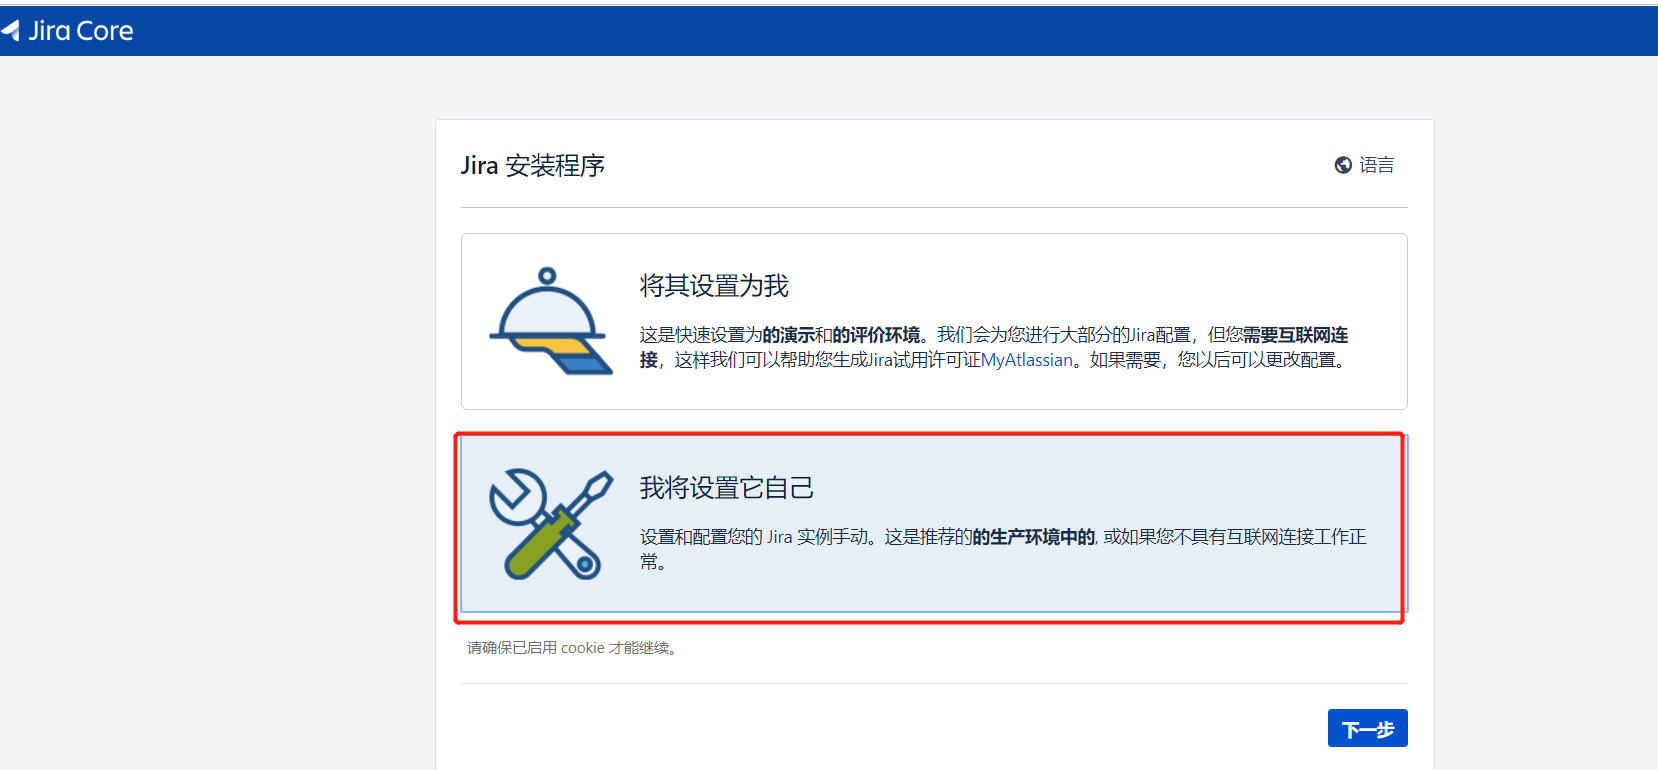 Jira Core
Jira 安装程序
语言
将其设置为我
这是快速设置为的演示和的评价环境。我们会为您进行大部分的Jira配置，但您需要互联网连
接，这样我们可以帮助您生成Jira试用许可证MyAtlassian。如果需要，您以后可以更改配置。
我将设置它自己
设置和配置您的 Jira 实例手动。这是推荐的的生产环境中的, 或如果您不具有互联网连接工作正
常。
请确保已启用 cookie 才能继续。
下一步